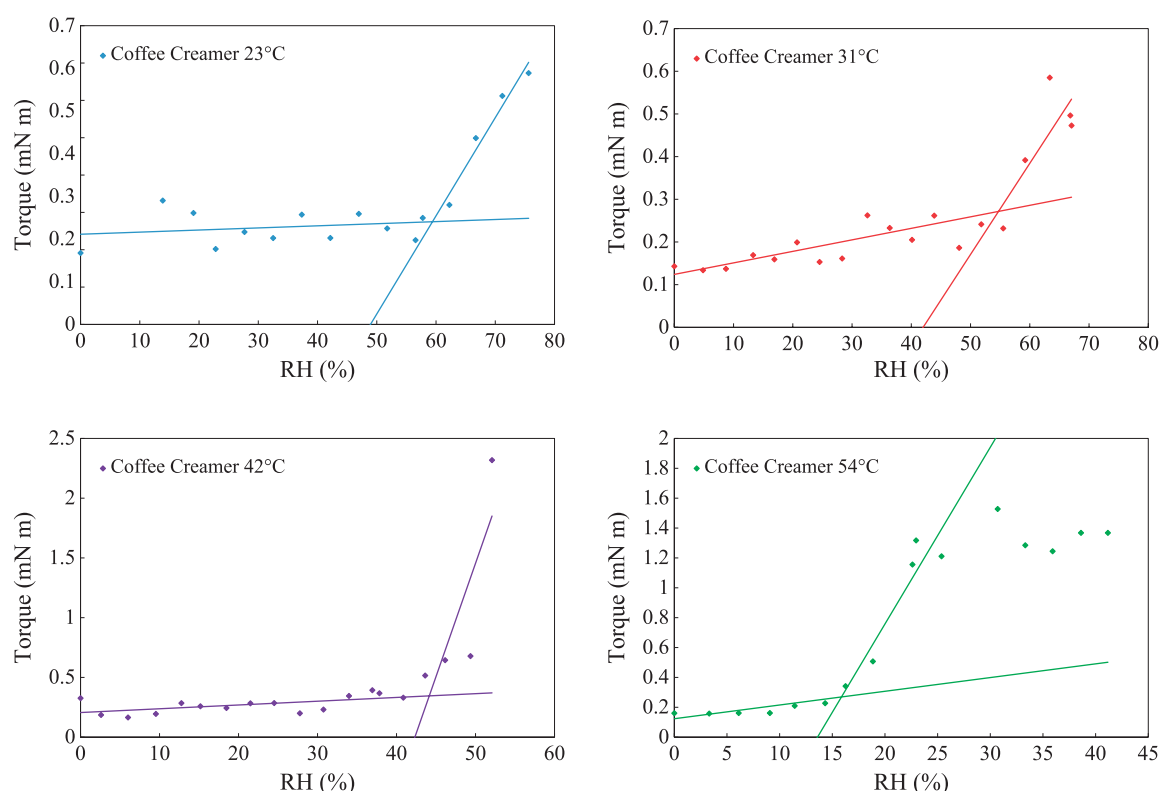 0.7
0.6
0.5
0.4
0.3
0.2
0.1
0
Torque (mN m)
Coffee Creamer 23°C
0 10 20 30 40 50 60 70 80
RH (%)
0.7
0.6
0.5
0.4
0.3
0.2
0.1
0
Torque (mN m)
Coffee Creamer 31°C
0 10 20 30 40 50 60 70 80
RH (%)
2.5
2
1.5
1
0.5
0
Torque (mN m)
Coffee Creamer 42°C
0 10 20 30 40 50 60
RH (%)
2
1.8
1.6
1.4
1.2
1
0.8
0.6
0.4
0.2
0
Torque (mN m)
Coffee Creamer 54°C
0 5 10 15 20 25 30 35 40 45
RH (%)